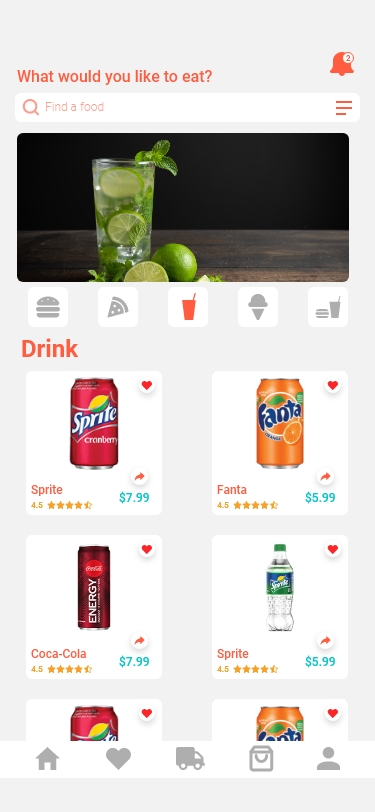 2
What would you like to eat?
Find a food
Drink
Sprite
cranberry
Fanta
ORANGE
Sprite
4.5
$7.99
Fanta
4.5
$5.99
Coca-Cola
ENERGY
Sprite
Coca-Cola
4.5
$7.99
Sprite
4.5
$5.99
Sprite
Fanta